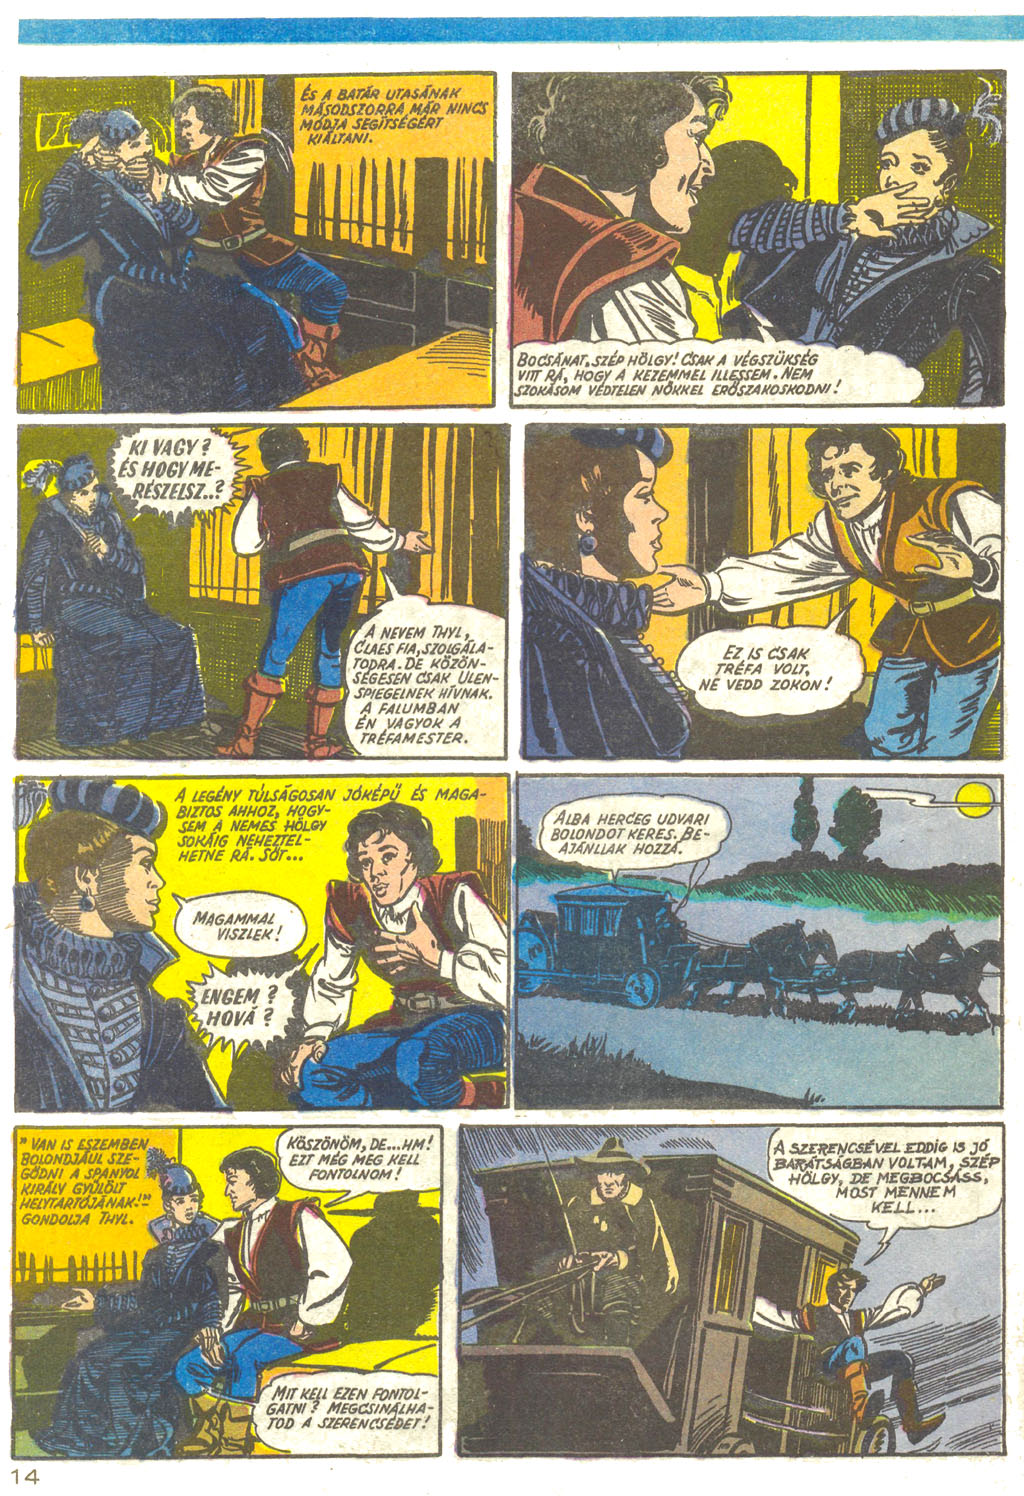 ÉS A BATÁR UTASÁNAK
MÁSODSZORRA MÁR NINCS
MÓDJA SEGÍTSÉGÉRT
KIÁLTANI.
BOCSÁNAT, SZÉP HÖLGY! CSAK A VÉGSZÜKSÉG
VITT RÁ, HOGY A KEZEMMEL ILLESSEM. NEM
SZOKÁSOM VÉDTELEN NŐKKEL ERŐSZAKOSKODNI!
KI VAGY?
ÉS HOGY ME-
RÉSZELSZ..?
A NEVEM THYL,
CLAES FIA, SZOLGÁLA-
TODRA. DE KÖZÖN-
SÉGESEN CSAK ULEN-
SPIEGELNEK HÍVNAK.
A FALUMBAN
ÉN VAGYOK A
TRÉFAMESTER.
EZ IS CSAK
TRÉFA VOLT,
NE VEDD ZOKON!
A LEGÉNY TÚLSÁGOSAN JÓKÉPŰ ÉS MAGA-
BIZTOS AHHOZ, HOGY-
SEM A NEMES HÖLGY
SOKÁIG NEHEZTEL-
HETNE RÁ. SŐT...
MAGAMMAL
VISZLEK!
ENGEM?
HOVÁ?
ALBA HERCEG UDVARI
BOLONDOT KERES. BE-
AJÁNLLAK HOZZÁ.
"VAN IS ESZEMBEN
BOLONDJÁUL SZE-
GŐDNI A SPANYOL
KIRÁLY GYŰLÖLT
HELYTARTÓJÁNAK!"-
GONDOLJA THYL.
KÖSZÖNÖM, DE...HM!
EZT MÉG MEG KELL
FONTOLNOM!
MIT KELL EZEN FONTOL-
GATNI? MEGCSINÁLHA-
TOD A SZERENCSÉDET!
A SZERENCSÉVEL EDDIG IS JÓ
BARÁTSÁGBAN VOLTAM, SZÉP
HÖLGY, DE MEGBOCSÁSS,
MOST MENNEM
KELL...
14